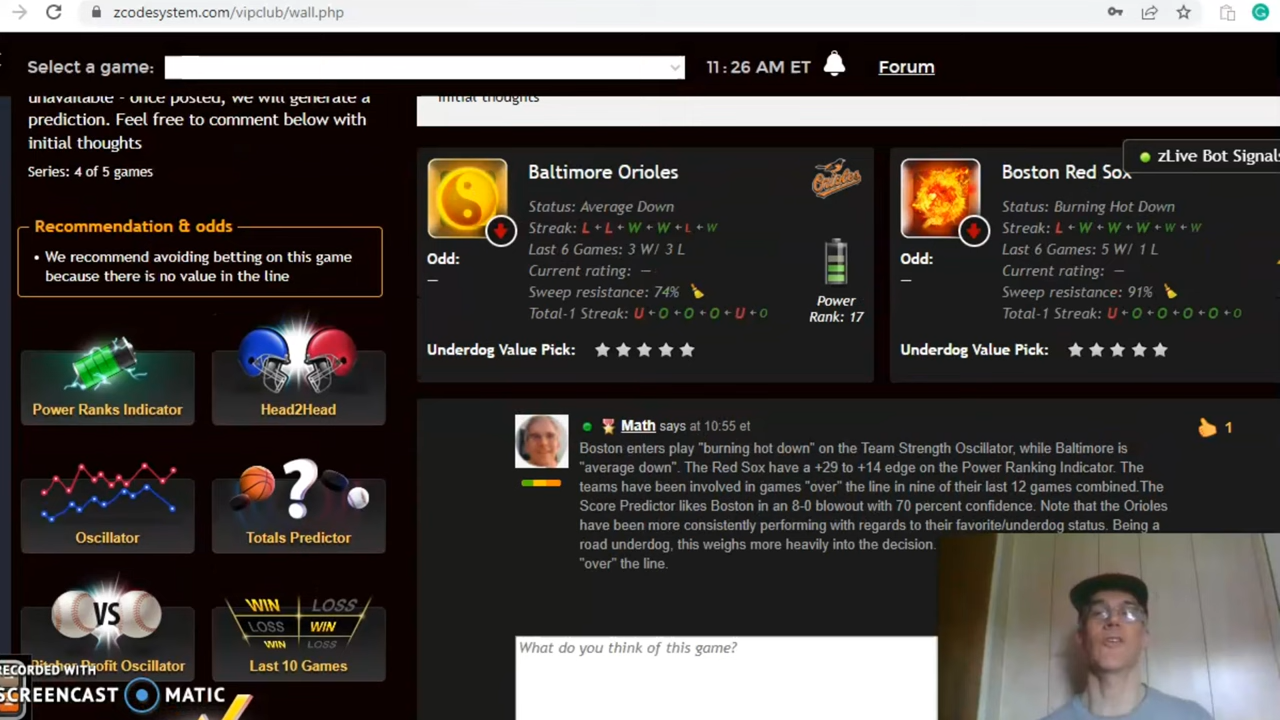 zcodesystem.com/vipclub/wall.php
Select a game:
11:26 AM ET
Forum
unavailable - once posted, we will generate a
prediction. Feel free to comment below with
initial thoughts
Series: 4 of 5 games
Recommendation & odds
• We recommend avoiding betting on this game
because there is no value in the line
Power Ranks Indicator
Head2Head
Oscillator
Totals Predictor
VS
Pitcher Profit Oscillator
WIN LOSS
LOSS WIN
WIN LOSS
Last 10 Games
RECORDED WITH
SCREENCAST MATIC
initial thoughts
Baltimore Orioles
Orioles
Status: Average Down
Streak: L - L - W - W - L - W
Last 6 Games: 3 W/ 3 L
Odd:
—
Current rating: —
Sweep resistance: 74%
Total-1 Streak: U - O - O - O - U - O
Power
Rank: 17
Underdog Value Pick:
zLive Bot Signals
Boston Red Sox
Status: Burning Hot Down
Streak: L - W - W - W - W - W
Last 6 Games: 5 W/ 1 L
Odd:
—
Current rating: —
Sweep resistance: 91%
Total-1 Streak: U - O - O - O - O - O
Underdog Value Pick:
Math says at 10:55 et
1
Boston enters play "burning hot down" on the Team Strength Oscillator, while Baltimore is
"average down". The Red Sox have a +29 to +14 edge on the Power Ranking Indicator. The
teams have been involved in games "over" the line in nine of their last 12 games combined.The
Score Predictor likes Boston in an 8-0 blowout with 70 percent confidence. Note that the Orioles
have been more consistently performing with regards to their favorite/underdog status. Being a
road underdog, this weighs more heavily into the decision.
"over" the line.
What do you think of this game?